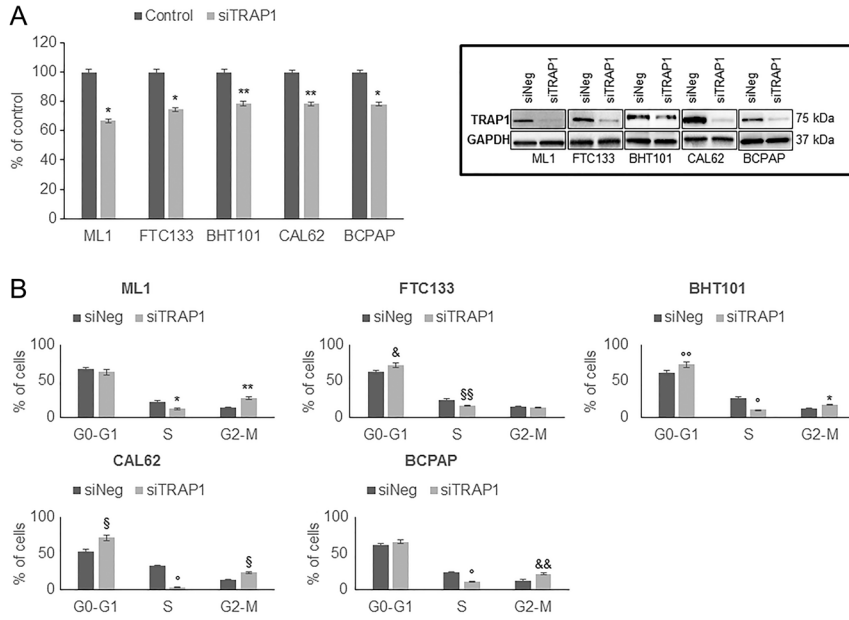 A
Control siTRAP1
% of control
120
100
80
60
40
20
0
* * ** ** *
ML1 FTC133 BHT101 CAL62 BCPAP
siNeg siTRAP1 siNeg siTRAP1 siNeg siTRAP1 siNeg siTRAP1 siNeg siTRAP1
TRAP1 75 kDa
GAPDH 37 kDa
ML1 FTC133 BHT101 CAL62 BCPAP
B
ML1
siNeg siTRAP1
% of cells
100
50
0
* **
G0-G1 S G2-M
FTC133
siNeg siTRAP1
% of cells
100
50
0
& §§
G0-G1 S G2-M
BHT101
siNeg siTRAP1
% of cells
100
50
0
°° ° *
G0-G1 S G2-M
CAL62
siNeg siTRAP1
% of cells
100
50
0
§ ° §
G0-G1 S G2-M
BCPAP
siNeg siTRAP1
% of cells
100
50
0
° &&
G0-G1 S G2-M